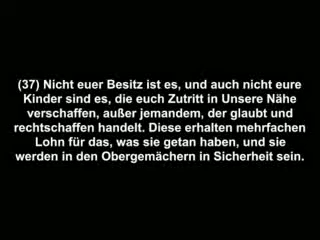 (37) Nicht euer Besitz ist es, und auch nicht eure
Kinder sind es, die euch Zutritt in Unsere Nähe
verschaffen, außer jemandem, der glaubt und
rechtschaffen handelt. Diese erhalten mehrfachen
Lohn für das, was sie getan haben, und sie
werden in den Obergemächern in Sicherheit sein.